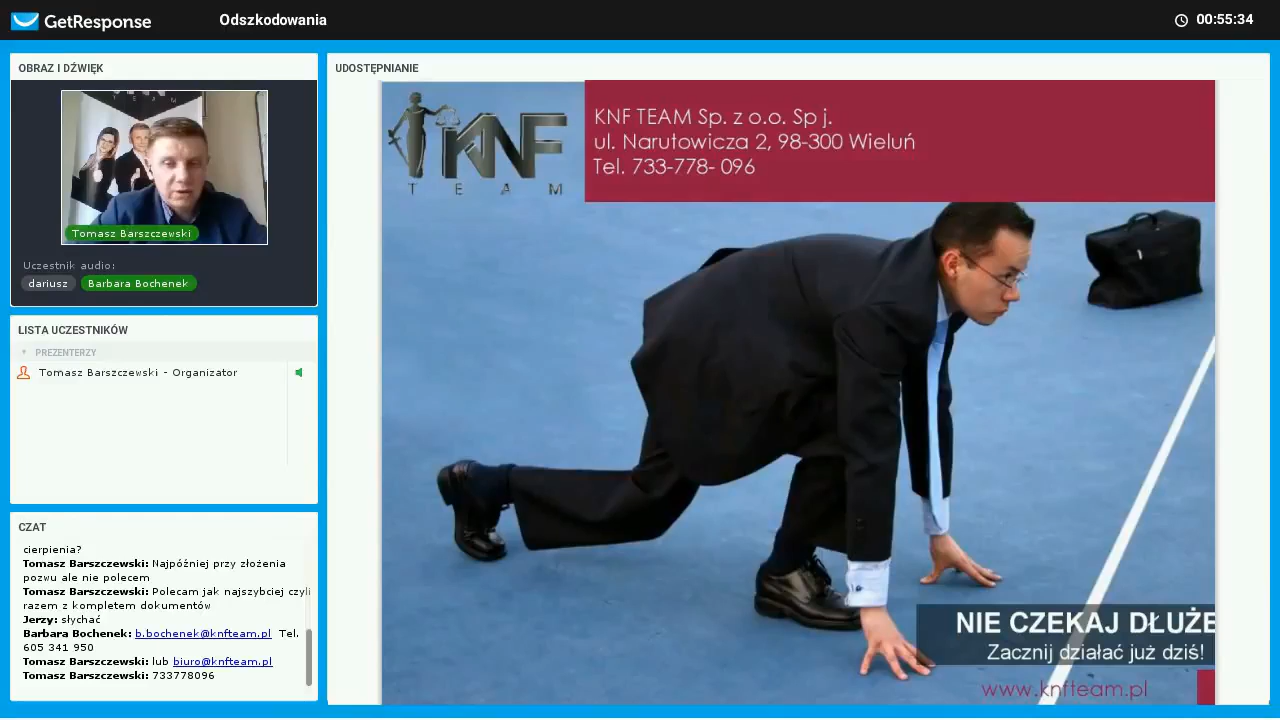 GetResponse
Odszkodowania
00:55:34
OBRAZ I DŹWIĘK
TEAM
Tomasz Barszczewski
Uczestnik audio:
dariusz
Barbara Bochenek
LISTA UCZESTNIKÓW
PREZENTERZY
Tomasz Barszczewski - Organizator
CZAT
cierpienia?
Tomasz Barszczewski: Najpóźniej przy złożenia
pozwu ale nie polecem
Tomasz Barszczewski: Polecam jak najszybciej czyli
razem z kompletem dokumentów
Jerzy: słychać
Barbara Bochenek: b.bochenek@knfteam.pl Tel.
605 341 950
Tomasz Barszczewski: lub biuro@knfteam.pl
Tomasz Barszczewski: 733778096
UDOSTĘPNIANIE
KNF
TEAM
KNF TEAM Sp. z o.o. Sp j.
ul. Narutowicza 2, 98-300 Wieluń
Tel. 733-778- 096
NIE CZEKAJ DŁUŻE
Zacznij działać już dziś!
www.knfteam.pl